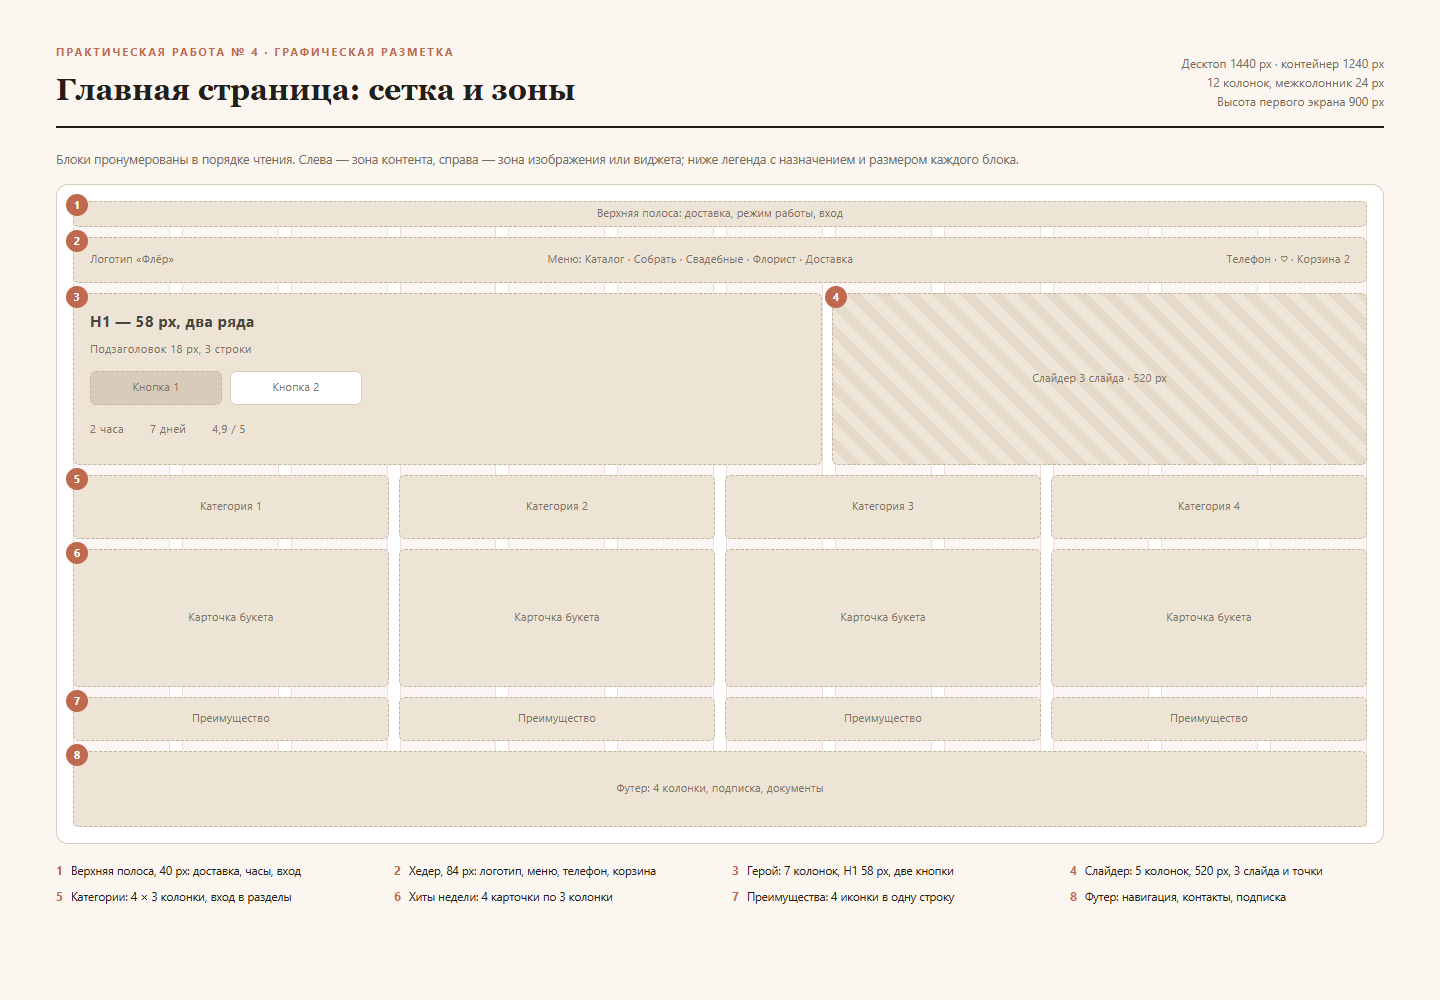 ПРАКТИЧЕСКАЯ РАБОТА № 4 · ГРАФИЧЕСКАЯ РАЗМЕТКА
Главная страница: сетка и зоны
Десктоп 1440 px · контейнер 1240 px
12 колонок, межколонник 24 px
Высота первого экрана 900 px
Блоки пронумерованы в порядке чтения. Слева — зона контента, справа — зона изображения или виджета; ниже легенда с назначением и размером каждого блока.
1
Верхняя полоса: доставка, режим работы, вход
2
Логотип «Флёр»
Меню: Каталог · Собрать · Свадебные · Флорист · Доставка
Телефон · ♡ · Корзина 2
3
H1 — 58 px, два ряда
Подзаголовок 18 px, 3 строки
Кнопка 1
Кнопка 2
2 часа
7 дней
4,9 / 5
4
Слайдер 3 слайда · 520 px
5
Категория 1
Категория 2
Категория 3
Категория 4
6
Карточка букета
Карточка букета
Карточка букета
Карточка букета
7
Преимущество
Преимущество
Преимущество
Преимущество
8
Футер: 4 колонки, подписка, документы
1 Верхняя полоса, 40 px: доставка, часы, вход
2 Хедер, 84 px: логотип, меню, телефон, корзина
3 Герой: 7 колонок, H1 58 px, две кнопки
4 Слайдер: 5 колонок, 520 px, 3 слайда и точки
5 Категории: 4 × 3 колонки, вход в разделы
6 Хиты недели: 4 карточки по 3 колонки
7 Преимущества: 4 иконки в одну строку
8 Футер: навигация, контакты, подписка